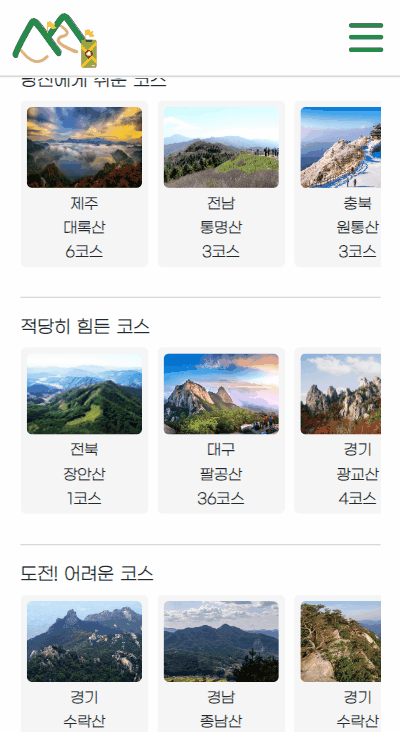 당신에게 쉬운 코스
제주
대록산
6코스
전남
통명산
3코스
충북
원통산
3코스
적당히 힘든 코스
전북
장안산
1코스
대구
팔공산
36코스
경기
광교산
4코스
도전! 어려운 코스
경기
수락산
경남
종남산
경기
수락산